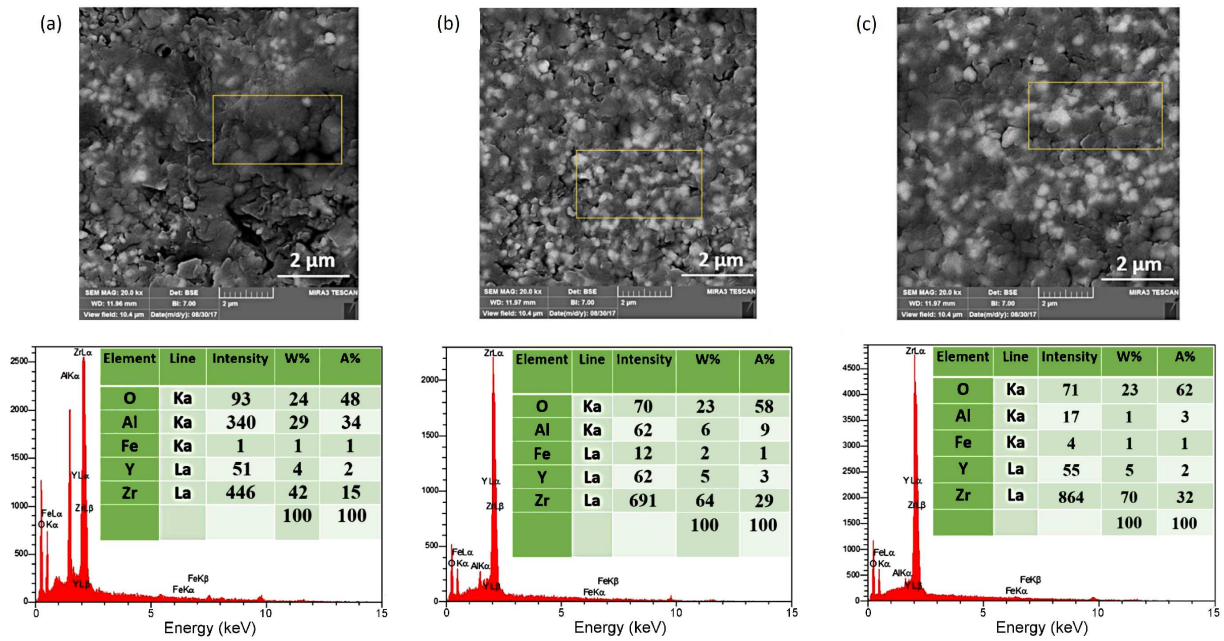 (a)
2 µm
SEM MAG: 20.0 kx Det: BSE MIRA3 TESCAN
WD: 11.96 mm BI: 7.00 2 µm
View field: 10.4 µm Date(m/d/y): 08/30/17
(b)
2 µm
SEM MAG: 20.0 kx Det: BSE MIRA3 TESCAN
WD: 11.97 mm BI: 7.00 2 µm
View field: 10.4 µm Date(m/d/y): 08/30/17
(c)
2 µm
SEM MAG: 20.0 kx Det: BSE MIRA3 TESCAN
WD: 11.97 mm BI: 7.00 2 µm
View field: 10.4 µm Date(m/d/y): 08/30/17
2500
2000
1500
1000
500
0
ZrLα
AlKα
YLα
FeLα
OKα
ZrLβ
YLβ
FeKβ
FeKα
Element Line Intensity W% A%
O Ka 93 24 48
Al Ka 340 29 34
Fe Ka 1 1 1
Y La 51 4 2
Zr La 446 42 15
100 100
0 5 10 15
Energy (keV)
2000
1500
1000
500
0
ZrLα
YLα
ZrLβ
FeLα
OKα
AlKα
YLβ
FeKβ
FeKα
Element Line Intensity W% A%
O Ka 70 23 58
Al Ka 62 6 9
Fe La 12 2 1
Y La 62 5 3
Zr La 691 64 29
100 100
0 5 10 15
Energy (keV)
4500
4000
3500
3000
2500
2000
1500
1000
500
0
ZrLα
YLα
ZrLβ
FeLα
OKα
AlKα
YLβ
FeKβ
FeKα
Element Line Intensity W% A%
O Ka 71 23 62
Al Ka 17 1 3
Fe Ka 4 1 1
Y La 55 5 2
Zr La 864 70 32
100 100
0 5 10 15
Energy (keV)